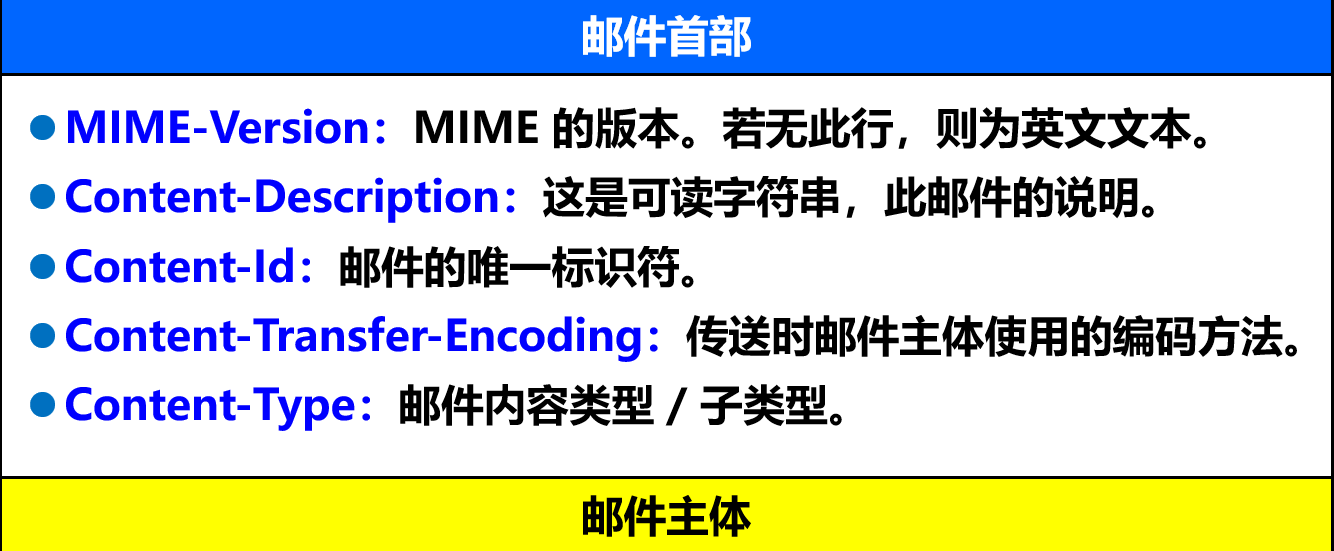 邮件首部
●MIME-Version：MIME 的版本。若无此行，则为英文文本。
●Content-Description：这是可读字符串，此邮件的说明。
●Content-Id：邮件的唯一标识符。
●Content-Transfer-Encoding：传送时邮件主体使用的编码方法。
●Content-Type：邮件内容类型 / 子类型。
邮件主体